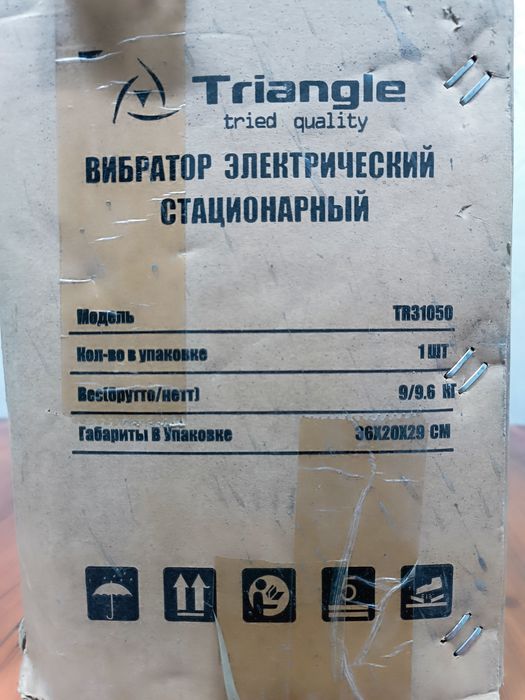 Triangle
tried quality
ВИБРАТОР ЭЛЕКТРИЧЕСКИЙ
СТАЦИОНАРНЫЙ
Модель TR31050
Кол-во в упаковке 1 ШТ
Вес(брутто/нетт) 9/9.6 КГ
Габариты В Упаковке 36X20X29 СМ